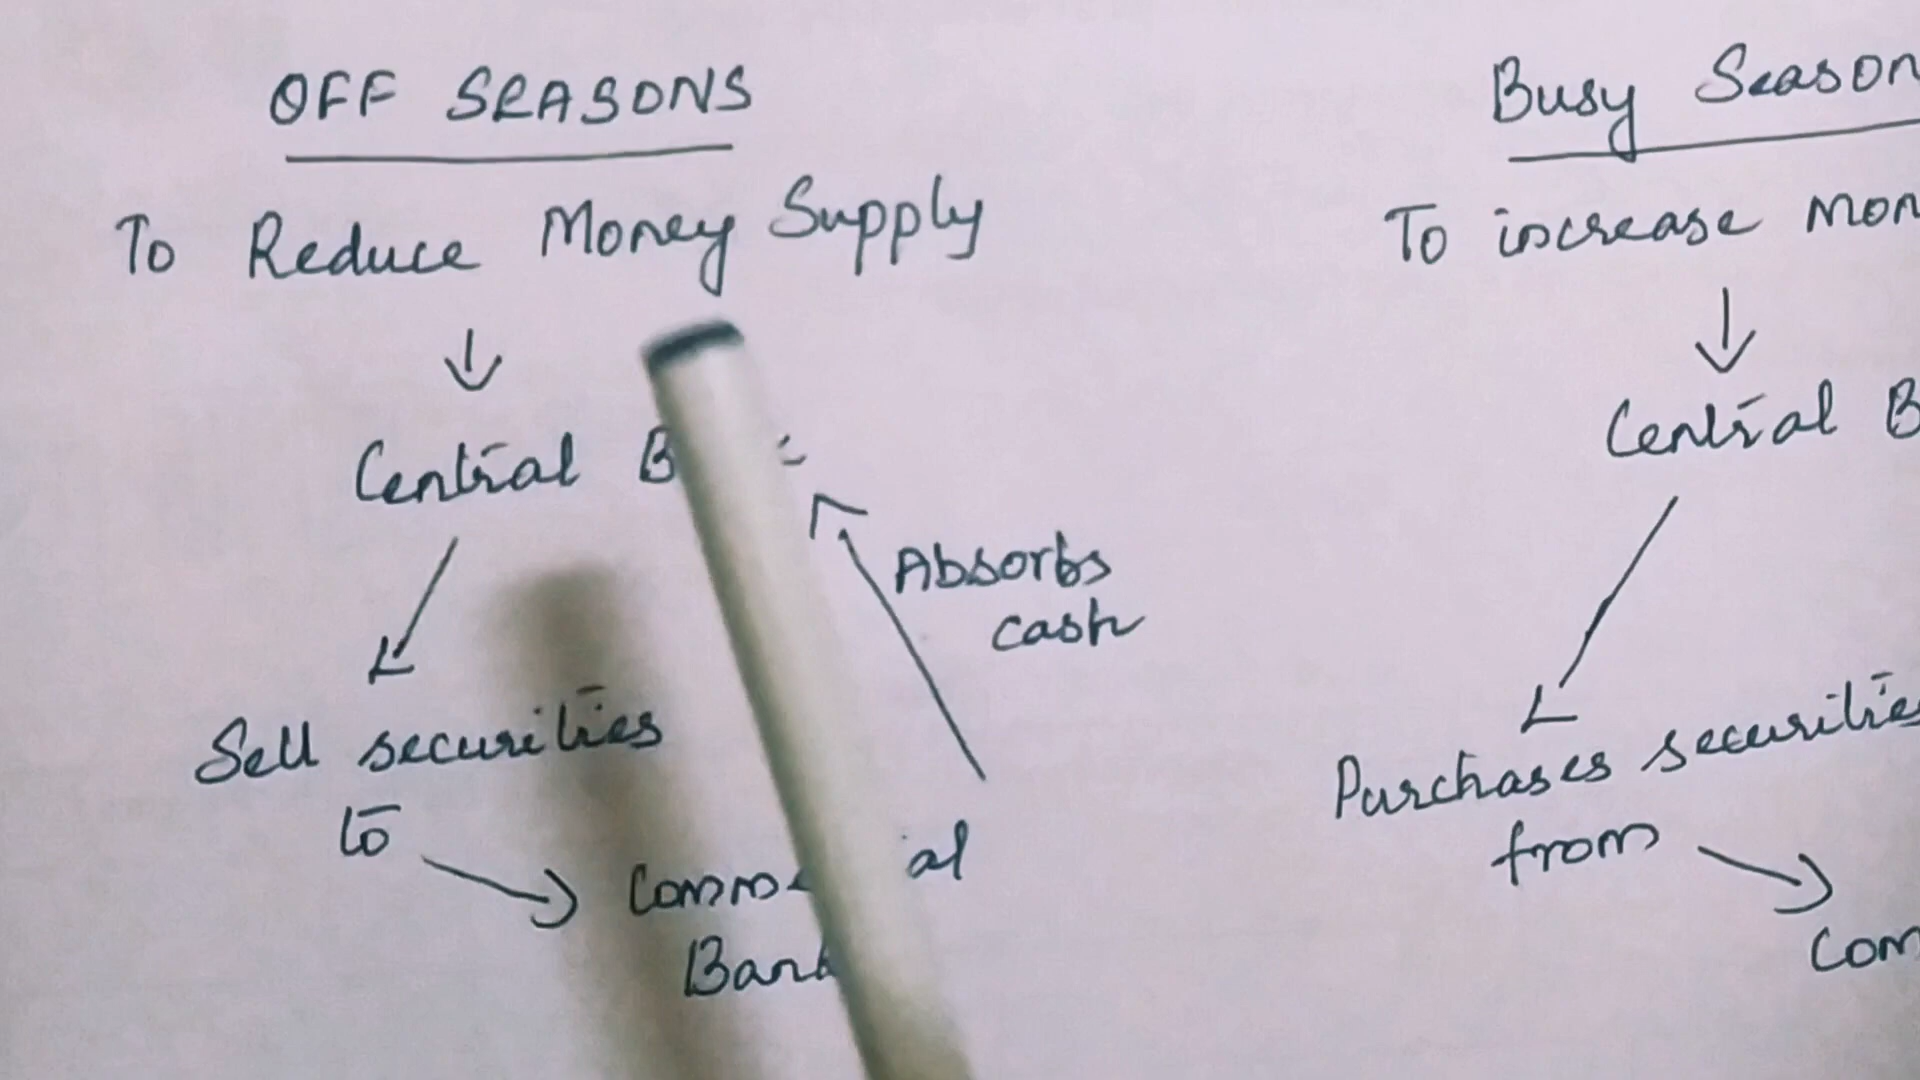 OFF SEASONS
To Reduce Money Supply
Central
Absorbs
cash
Sell securities
to
Busy Season
To increase
Central
Purchases securities
from